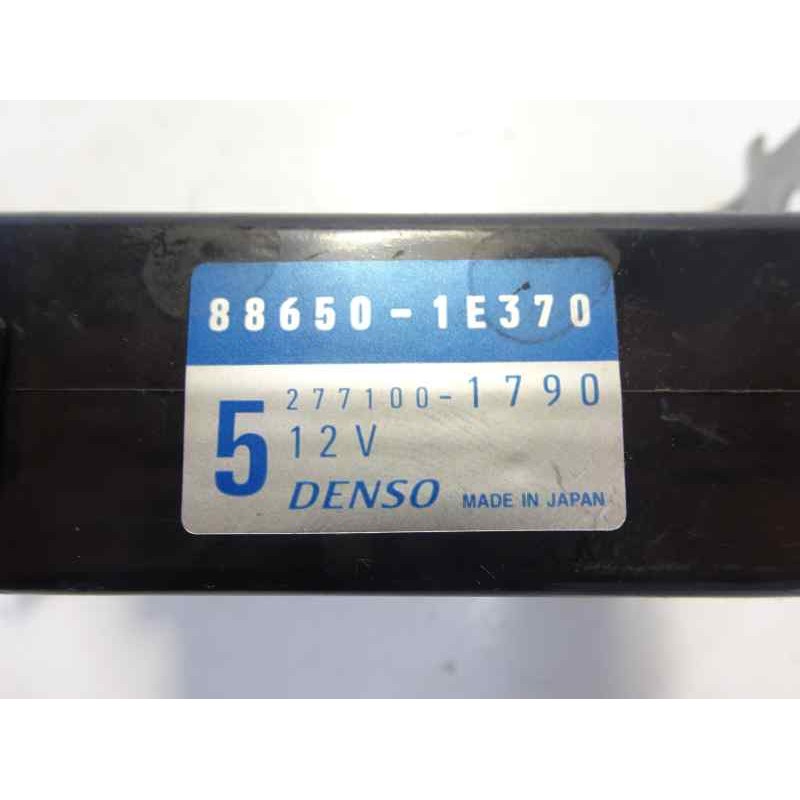 88650-1E370
5
277100-1790
12V
DENSO MADE IN JAPAN